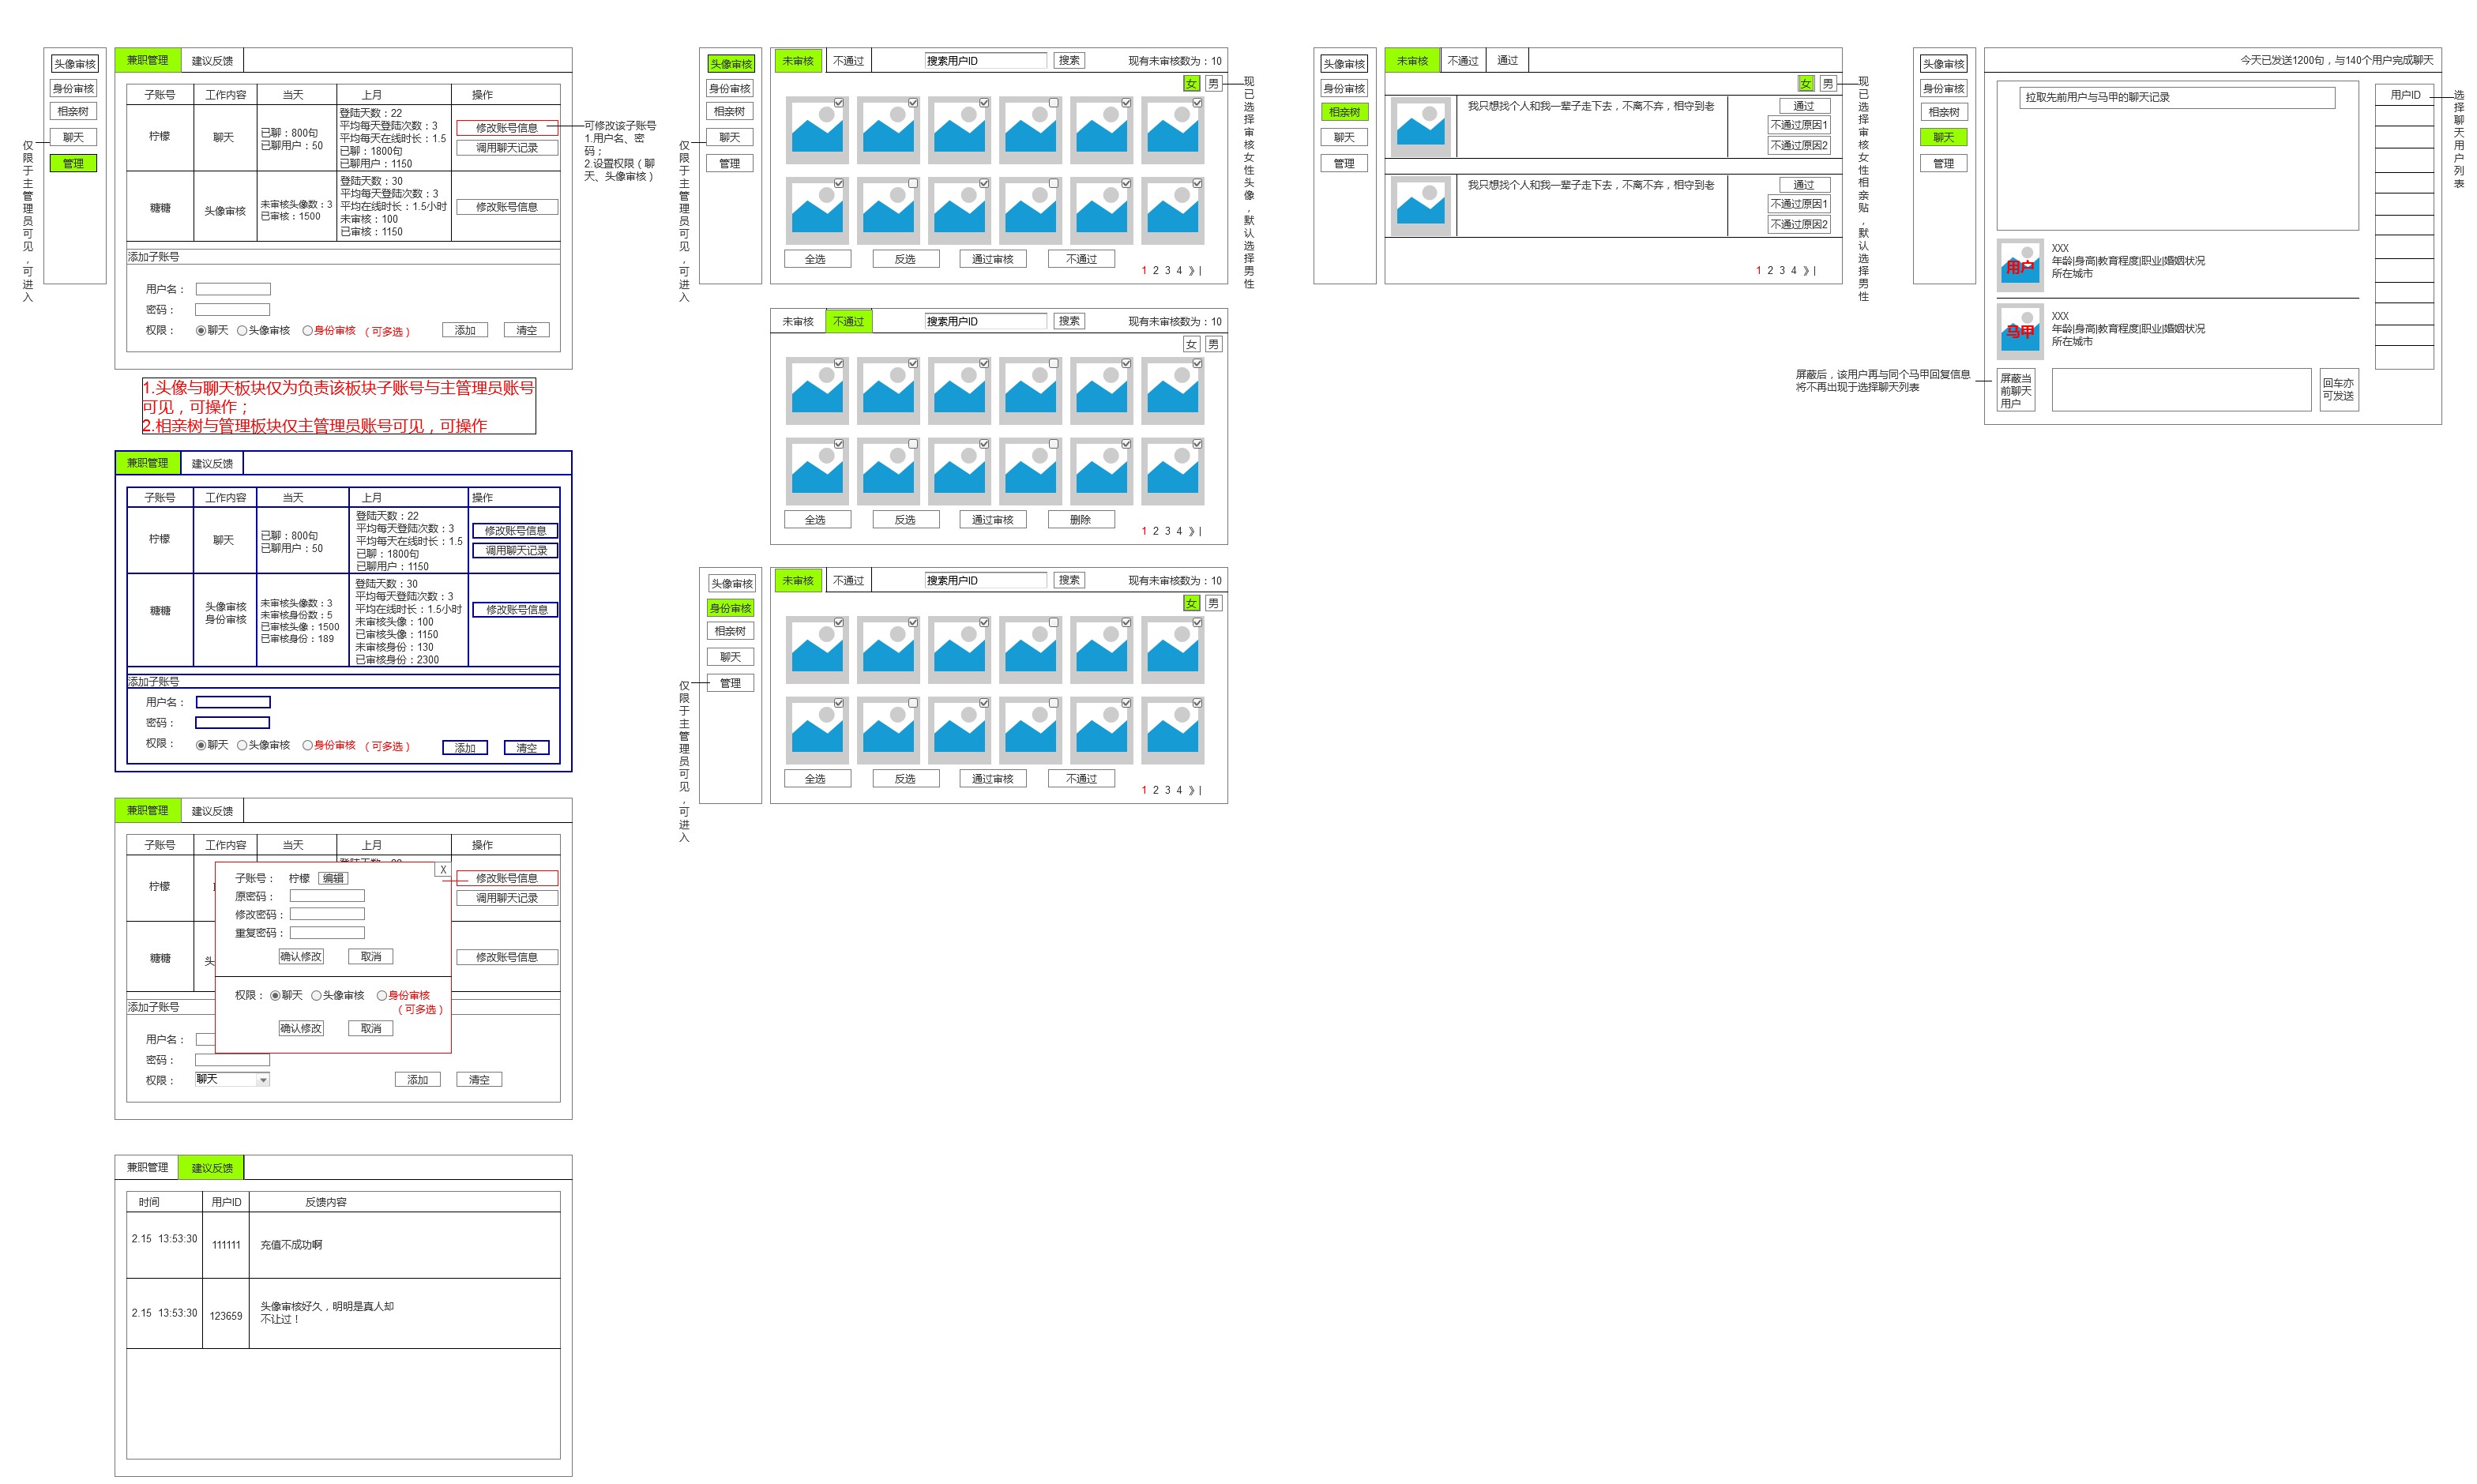 头像审核
身份审核
相亲树
聊天
管理
仅限于主管理员可见，可进入
兼职管理
建议反馈
子账号
工作内容
当天
上月
操作
柠檬
聊天
已聊：800句
已聊用户：50
登陆天数：22
平均每天登陆次数：3
平均每天在线时长：1.5
已聊：1800句
已聊用户：1150
修改账号信息
调用聊天记录
糖糖
头像审核
未审核头像数：3
已审核：1500
登陆天数：30
平均每天登陆次数：3
平均在线时长：1.5小时
未审核：100
已审核：1150
修改账号信息
添加子账号
用户名：
密码：
权限：
聊天
头像审核
身份审核
（可多选）
添加
清空
可修改该子账号
1.用户名、密
码；
2.设置权限（聊
天、头像审核）
1.头像与聊天板块仅为负责该板块子账号与主管理员账号
可见，可操作；
2.相亲树与管理板块仅主管理员账号可见，可操作
兼职管理
建议反馈
子账号
工作内容
当天
上月
操作
柠檬
聊天
已聊：800句
已聊用户：50
登陆天数：22
平均每天登陆次数：3
平均每天在线时长：1.5
已聊：1800句
已聊用户：1150
修改账号信息
调用聊天记录
糖糖
头像审核
身份审核
未审核头像数：3
未审核身份数：5
已审核头像：1500
已审核身份：189
登陆天数：30
平均每天登陆次数：3
平均在线时长：1.5小时
未审核头像：100
已审核头像：1150
未审核身份：130
已审核身份：2300
修改账号信息
添加子账号
用户名：
密码：
权限：
聊天
头像审核
身份审核
（可多选）
添加
清空
兼职管理
建议反馈
子账号
工作内容
当天
上月
操作
柠檬
修改账号信息
调用聊天记录
糖糖
头
修改账号信息
X
子账号：
柠檬
编辑
原密码：
修改密码：
重复密码：
确认修改
取消
权限：
聊天
头像审核
身份审核
（可多选）
确认修改
取消
添加子账号
用户名：
密码：
权限：
聊天
添加
清空
兼职管理
建议反馈
时间
用户ID
反馈内容
2.15 13:53:30
111111
充值不成功啊
2.15 13:53:30
123659
头像审核好久，明明是真人却
不让过！
头像审核
身份审核
相亲树
聊天
管理
仅限于主管理员可见，可进入
未审核
不通过
搜索用户ID
搜索
现有未审核数为：10
女
男
现已选择审核女性头像，默认选择男性
全选
反选
通过审核
不通过
1 2 3 4 》|
未审核
不通过
搜索用户ID
搜索
现有未审核数为：10
女
男
全选
反选
通过审核
删除
1 2 3 4 》|
头像审核
身份审核
相亲树
聊天
管理
仅限于主管理员可见，可进入
未审核
不通过
搜索用户ID
搜索
现有未审核数为：10
女
男
全选
反选
通过审核
不通过
1 2 3 4 》|
头像审核
身份审核
相亲树
聊天
管理
未审核
不通过
通过
女
男
现已选择审核女性相亲贴，默认选择男性
我只想找个人和我一辈子走下去，不离不弃，相守到老
通过
不通过原因1
不通过原因2
我只想找个人和我一辈子走下去，不离不弃，相守到老
通过
不通过原因1
不通过原因2
1 2 3 4 》|
头像审核
身份审核
相亲树
聊天
管理
今天已发送1200句，与140个用户完成聊天
拉取先前用户与马甲的聊天记录
用户ID
选择聊天用户列表
用户
XXX
年龄|身高|教育程度|职业|婚姻状况
所在城市
马甲
XXX
年龄|身高|教育程度|职业|婚姻状况
所在城市
屏蔽后，该用户再与同个马甲回复信息
将不再出现于选择聊天列表
屏蔽当
前聊天
用户
回车亦
可发送